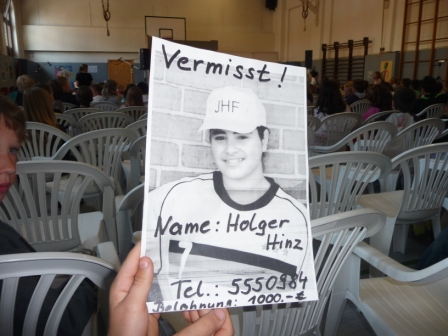 Vermisst!
JHF
Name: Holger
Hinz
Tel.: 5550984
Belohnung: 1000.-€